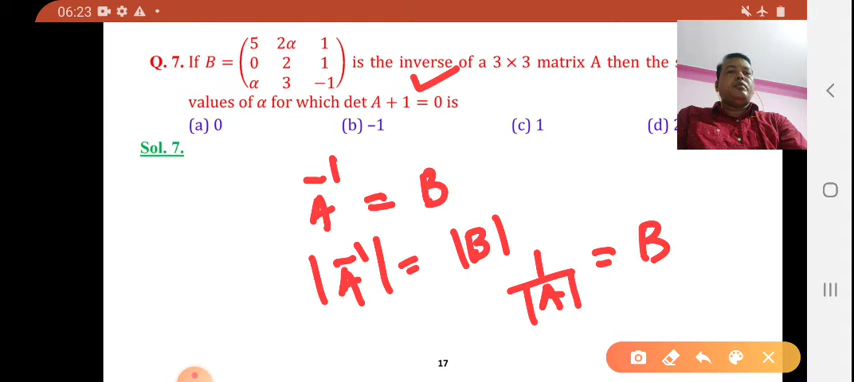 06:23
Q. 7. If B = (5 2α 1
0 2 1
α 3 −1) is the inverse of a 3 × 3 matrix A then the
values of α for which det A + 1 = 0 is
(a) 0 (b) −1 (c) 1 (d)
Sol. 7.
A⁻¹ = B
|A⁻¹| = |B| 1/|A| = B
17